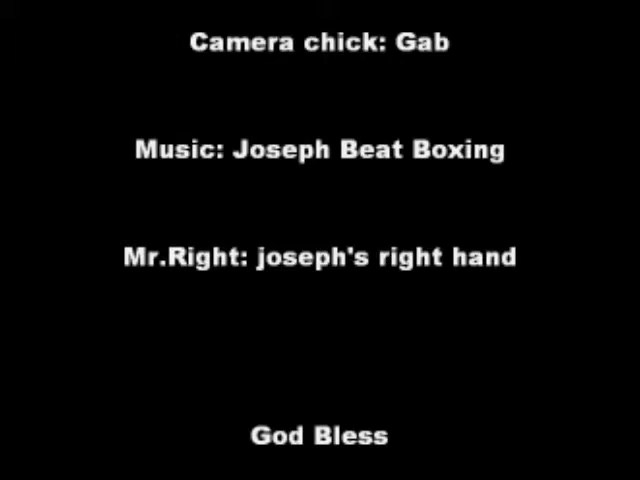 Camera chick: Gab
Music: Joseph Beat Boxing
Mr.Right: joseph's right hand
God Bless